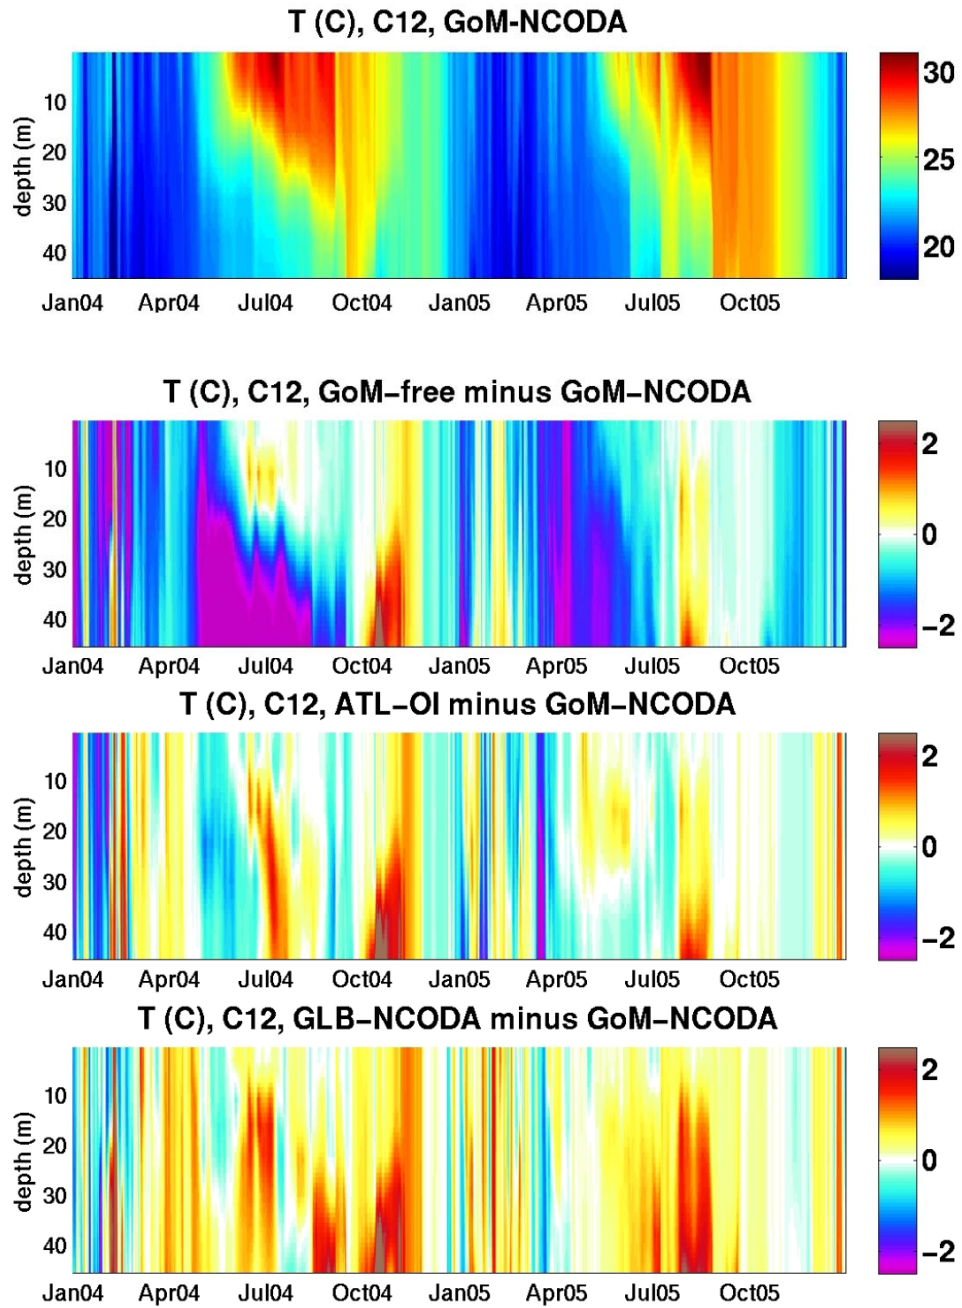 T (C), C12, GoM-NCODA
depth (m)
10
20
30
40
Jan04 Apr04 Jul04 Oct04 Jan05 Apr05 Jul05 Oct05
30
25
20
T (C), C12, GoM−free minus GoM−NCODA
depth (m)
10
20
30
40
Jan04 Apr04 Jul04 Oct04 Jan05 Apr05 Jul05 Oct05
2
0
−2
T (C), C12, ATL−OI minus GoM−NCODA
depth (m)
10
20
30
40
Jan04 Apr04 Jul04 Oct04 Jan05 Apr05 Jul05 Oct05
2
0
−2
T (C), C12, GLB−NCODA minus GoM−NCODA
depth (m)
10
20
30
40
Jan04 Apr04 Jul04 Oct04 Jan05 Apr05 Jul05 Oct05
2
0
−2